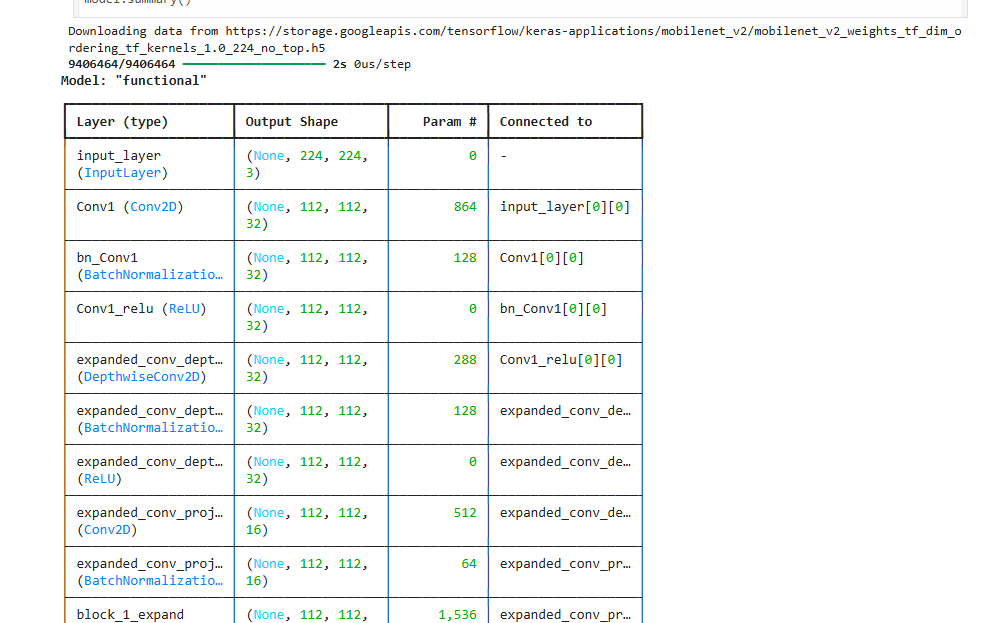 model.summary()
Downloading data from https://storage.googleapis.com/tensorflow/keras-applications/mobilenet_v2/mobilenet_v2_weights_tf_dim_o
rdering_tf_kernels_1.0_224_no_top.h5
9406464/9406464 ━━━━━━━━━━━━━━━━━━━━ 2s 0us/step
Model: "functional"
Layer (type) Output Shape Param # Connected to
input_layer (None, 224, 224, 0 -
(InputLayer) 3)
Conv1 (Conv2D) (None, 112, 112, 864 input_layer[0][0]
32)
bn_Conv1 (None, 112, 112, 128 Conv1[0][0]
(BatchNormalizatio… 32)
Conv1_relu (ReLU) (None, 112, 112, 0 bn_Conv1[0][0]
32)
expanded_conv_dept… (None, 112, 112, 288 Conv1_relu[0][0]
(DepthwiseConv2D) 32)
expanded_conv_dept… (None, 112, 112, 128 expanded_conv_de…
(BatchNormalizatio… 32)
expanded_conv_dept… (None, 112, 112, 0 expanded_conv_de…
(ReLU) 32)
expanded_conv_proj… (None, 112, 112, 512 expanded_conv_de…
(Conv2D) 16)
expanded_conv_proj… (None, 112, 112, 64 expanded_conv_pr…
(BatchNormalizatio… 16)
block_1_expand (None, 112, 112, 1,536 expanded_conv_pr…